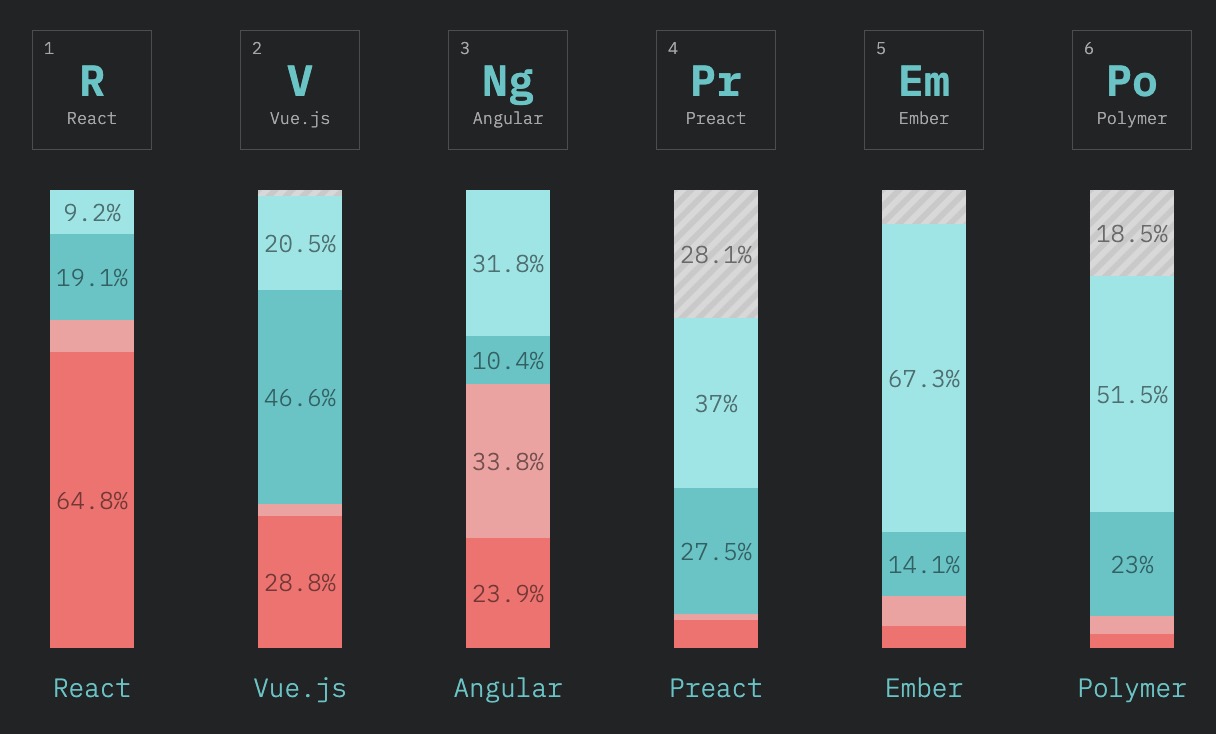 1
R
React
2
V
Vue.js
3
Ng
Angular
4
Pr
Preact
5
Em
Ember
6
Po
Polymer
9.2%
19.1%
64.8%
20.5%
46.6%
28.8%
31.8%
10.4%
33.8%
23.9%
28.1%
37%
27.5%
67.3%
14.1%
18.5%
51.5%
23%
React
Vue.js
Angular
Preact
Ember
Polymer